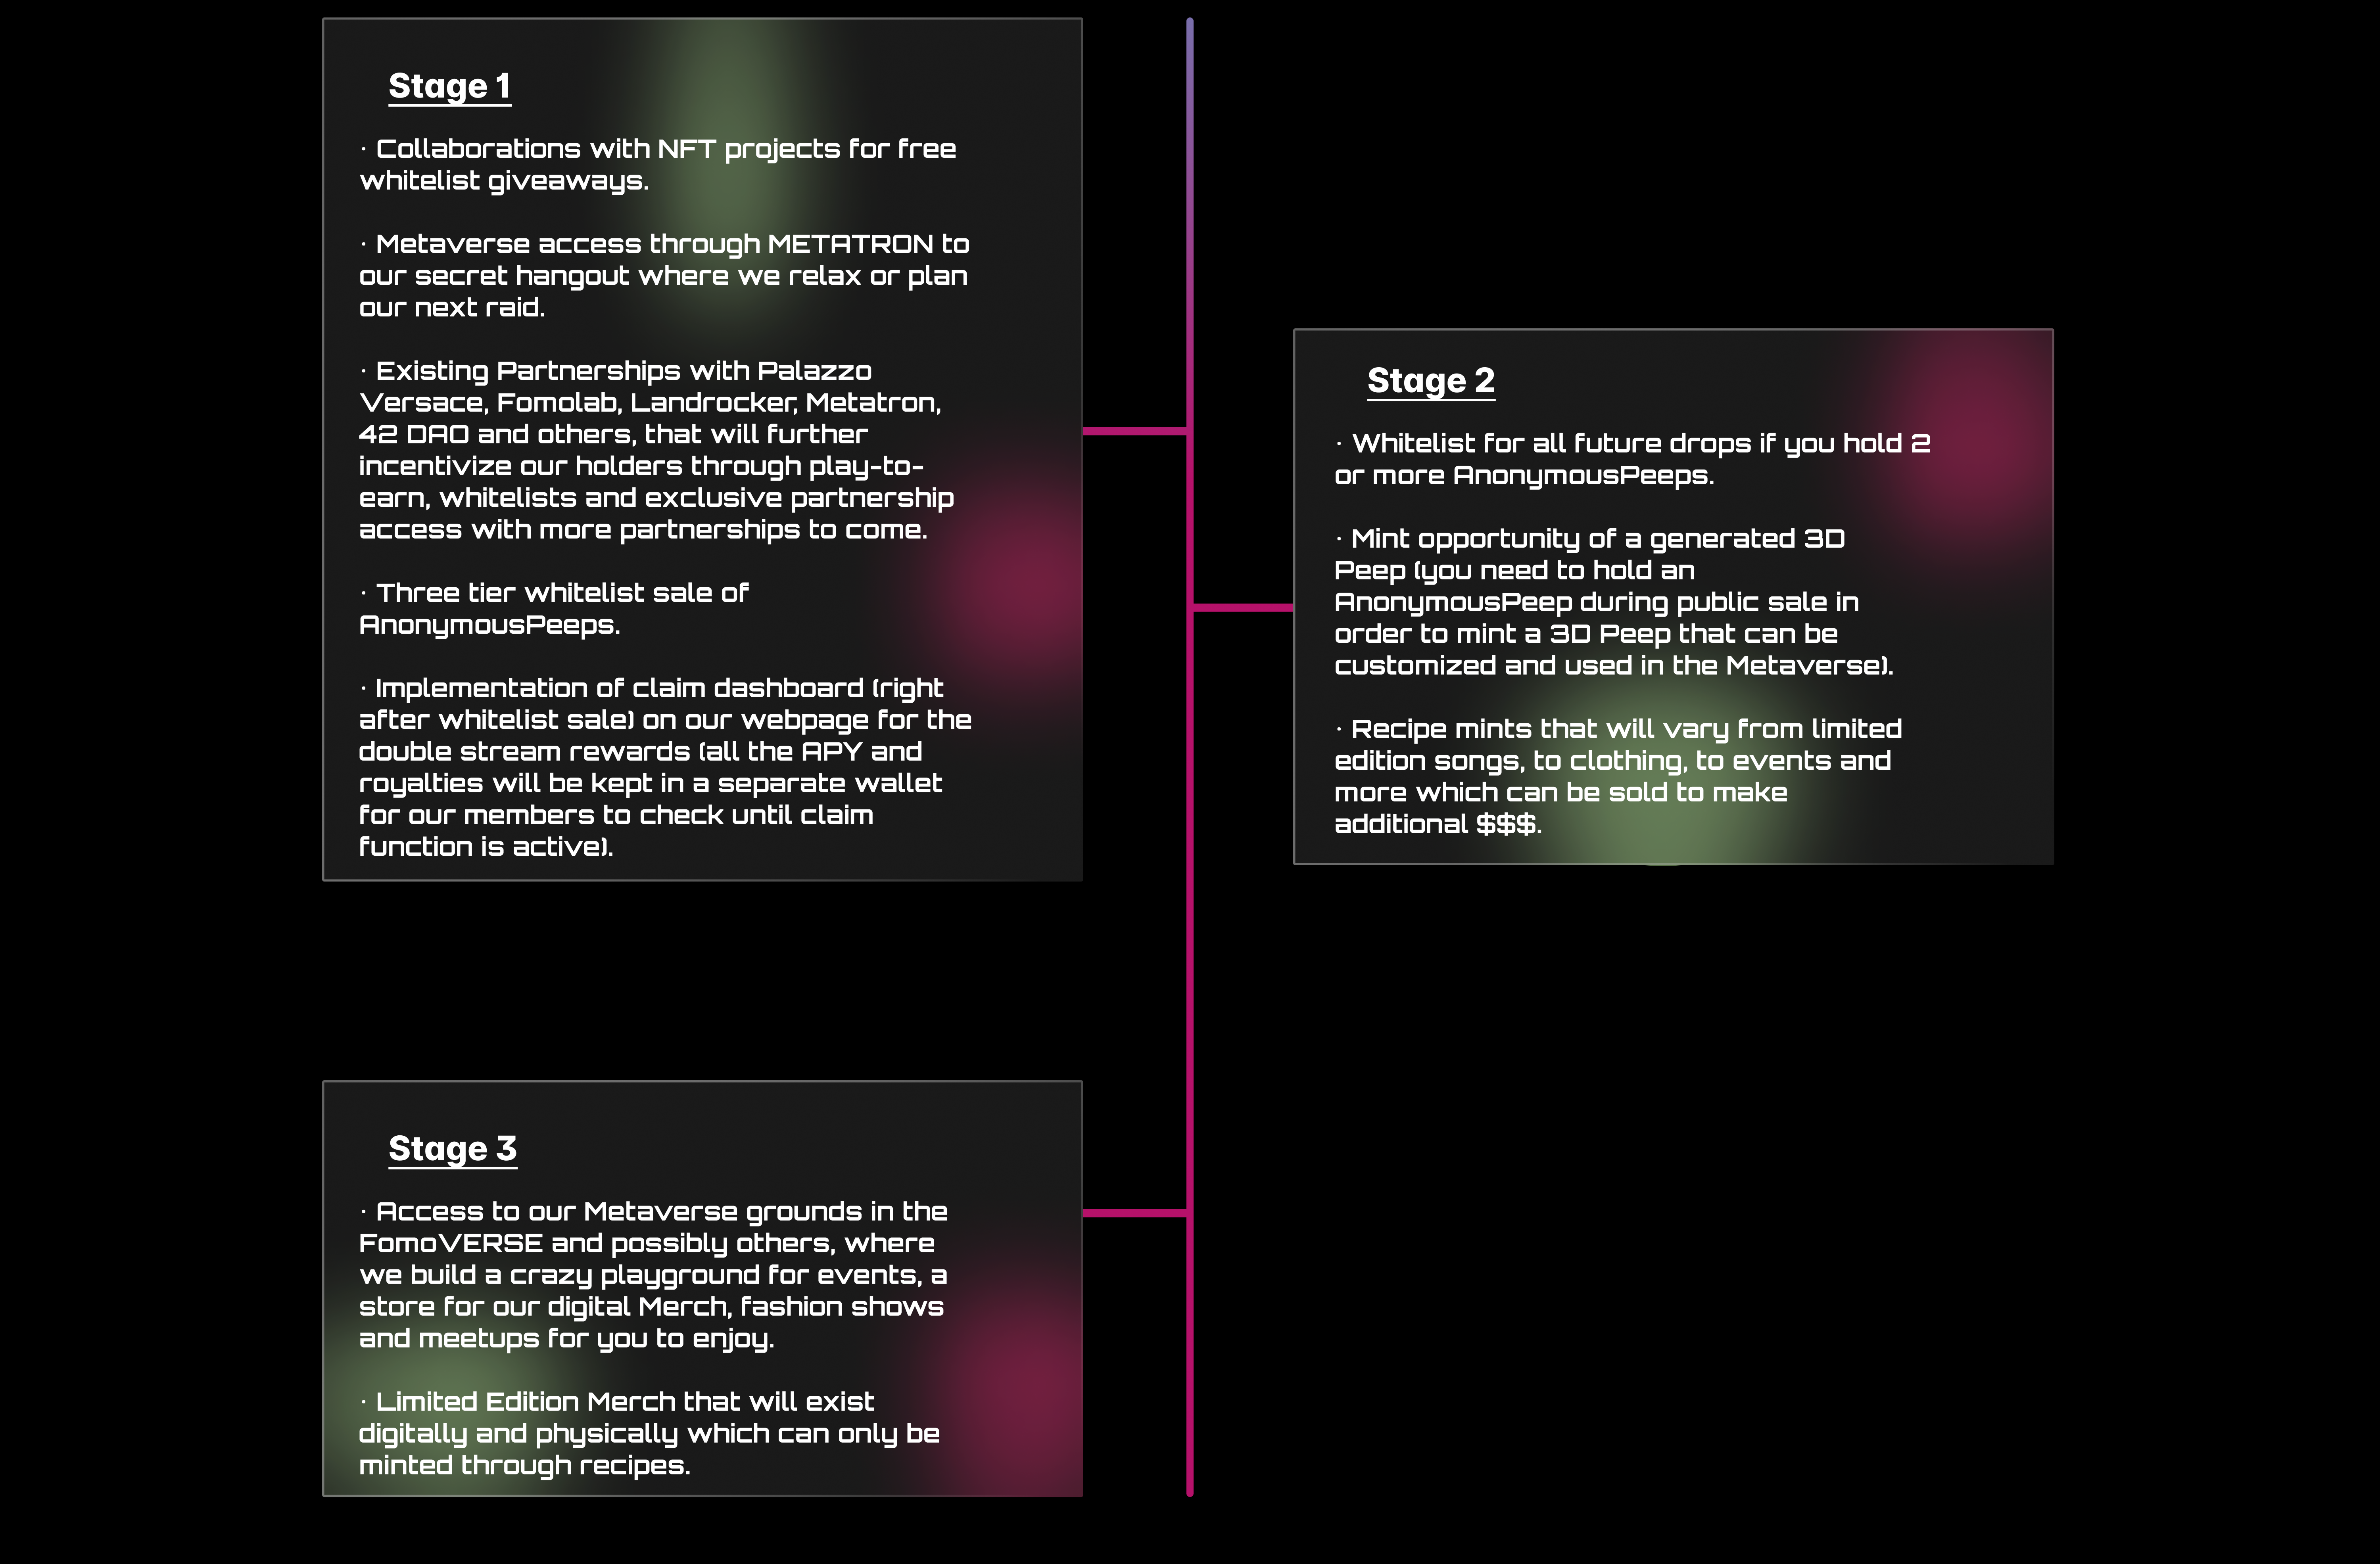 Stage 1
· Collaborations with NFT projects for free
whitelist giveaways.
· Metaverse access through METATRON to
our secret hangout where we relax or plan
our next raid.
· Existing Partnerships with Palazzo
Versace, Fomolab, Landrocker, Metatron,
42 DAO and others, that will further
incentivize our holders through play-to-
earn, whitelists and exclusive partnership
access with more partnerships to come.
· Three tier whitelist sale of
AnonymousPeeps.
· Implementation of claim dashboard (right
after whitelist sale) on our webpage for the
double stream rewards (all the APY and
royalties will be kept in a separate wallet
for our members to check until claim
function is active).
Stage 2
· Whitelist for all future drops if you hold 2
or more AnonymousPeeps.
· Mint opportunity of a generated 3D
Peep (you need to hold an
AnonymousPeep during public sale in
order to mint a 3D Peep that can be
customized and used in the Metaverse).
· Recipe mints that will vary from limited
edition songs, to clothing, to events and
more which can be sold to make
additional $$$.
Stage 3
· Access to our Metaverse grounds in the
FomoVERSE and possibly others, where
we build a crazy playground for events, a
store for our digital Merch, fashion shows
and meetups for you to enjoy.
· Limited Edition Merch that will exist
digitally and physically which can only be
minted through recipes.